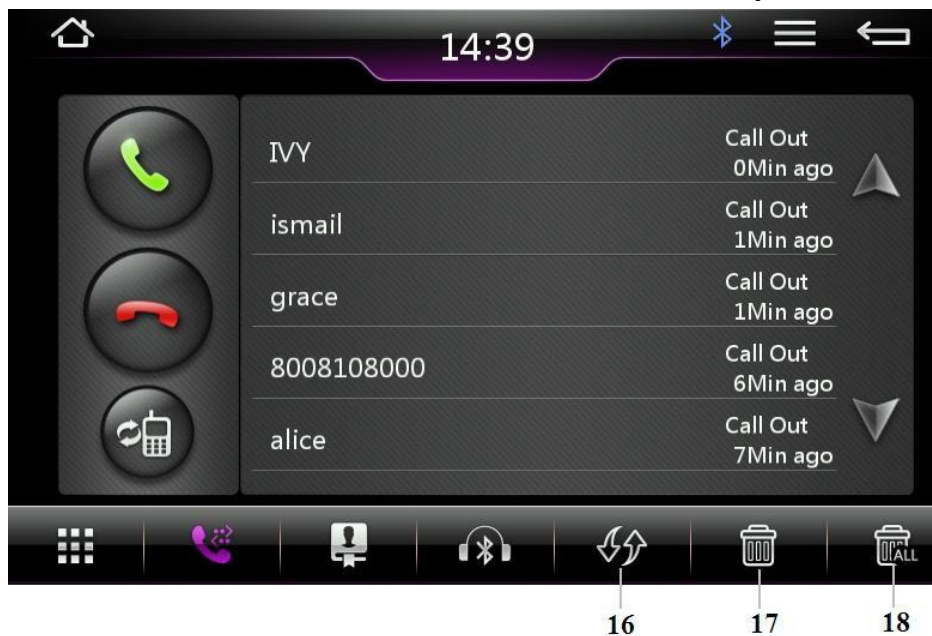 14:39
IVY
Call Out
0Min ago
ismail
Call Out
1Min ago
grace
Call Out
1Min ago
8008108000
Call Out
6Min ago
alice
Call Out
7Min ago
ALL
16 17 18